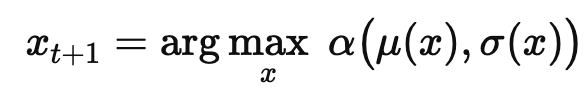 x_{t+1} = arg max_x α(μ(x), σ(x))